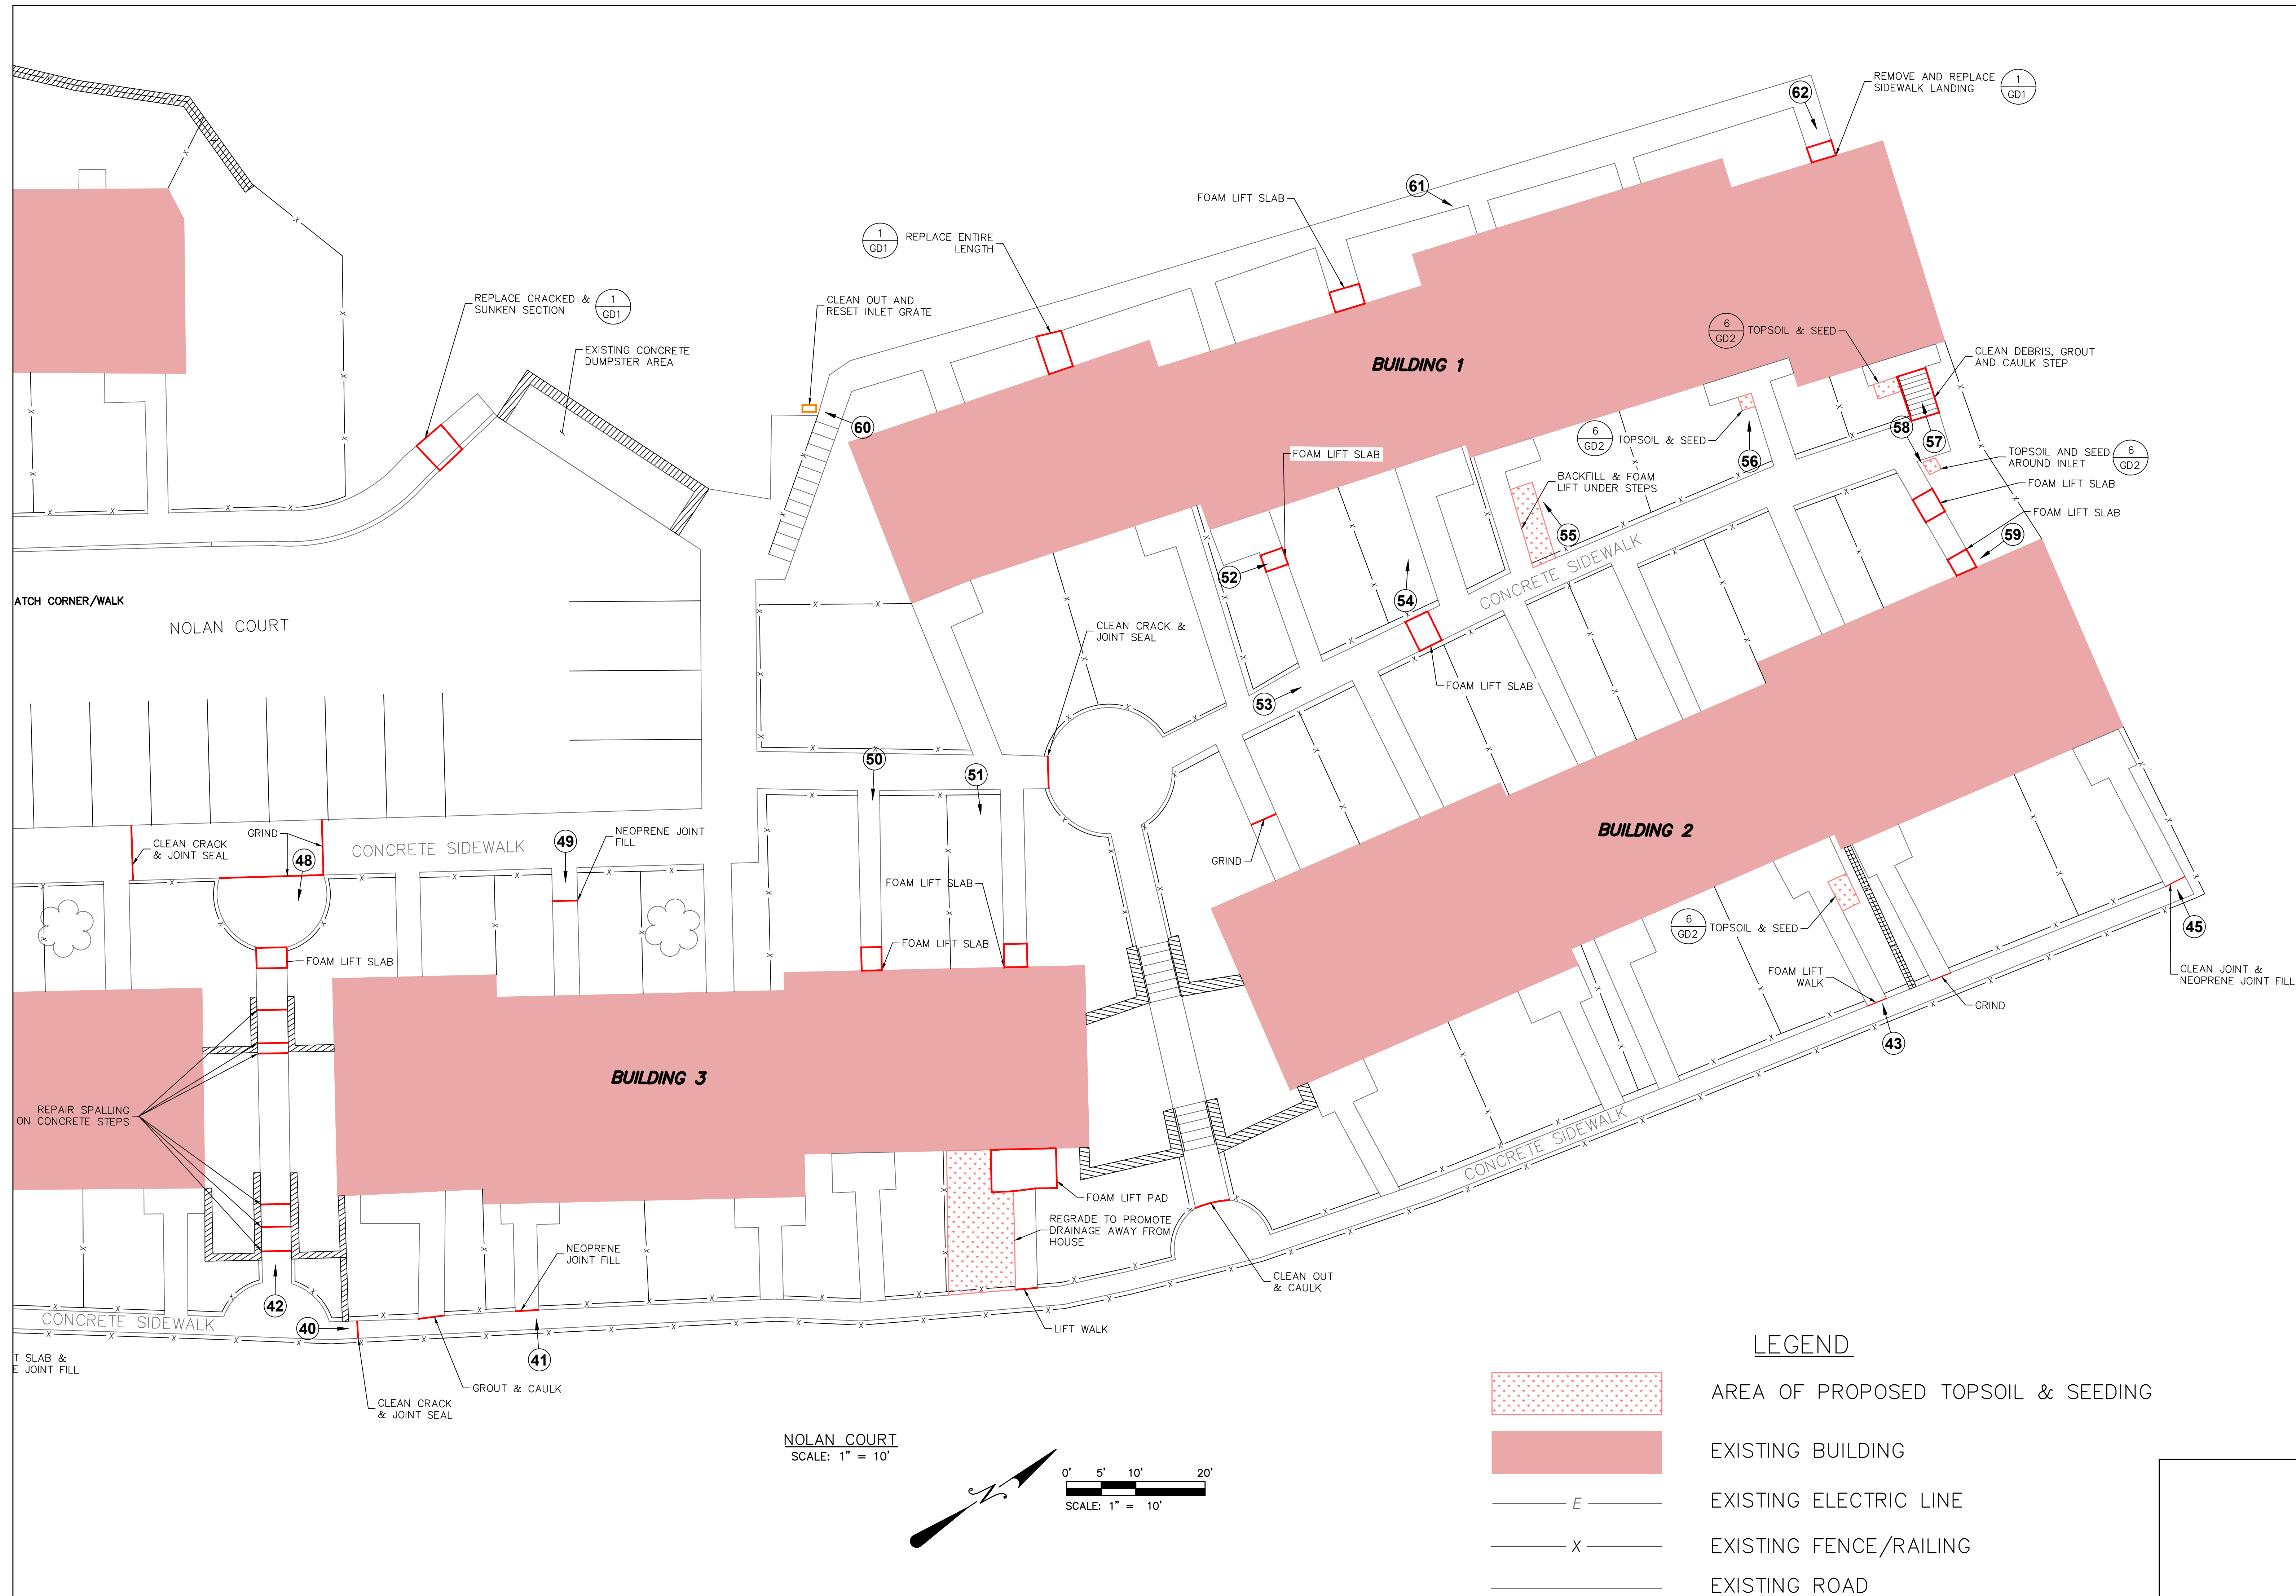 REMOVE AND REPLACE
SIDEWALK LANDING
1
GD1
62
61
FOAM LIFT SLAB
1
GD1
REPLACE ENTIRE
LENGTH
REPLACE CRACKED &
SUNKEN SECTION
1
GD1
CLEAN OUT AND
RESET INLET GRATE
EXISTING CONCRETE
DUMPSTER AREA
BUILDING 1
6
GD2
TOPSOIL & SEED
CLEAN DEBRIS, GROUT
AND CAULK STEP
60
6
GD2
TOPSOIL & SEED
58
57
56
FOAM LIFT SLAB
TOPSOIL AND SEED
AROUND INLET
6
GD2
BACKFILL & FOAM
LIFT UNDER STEPS
FOAM LIFT SLAB
FOAM LIFT SLAB
55
59
CONCRETE SIDEWALK
52
54
ATCH CORNER/WALK
NOLAN COURT
CLEAN CRACK &
JOINT SEAL
FOAM LIFT SLAB
53
50
51
BUILDING 2
GRIND
CLEAN CRACK
& JOINT SEAL
48
CONCRETE SIDEWALK
49
NEOPRENE JOINT
FILL
GRIND
FOAM LIFT SLAB
FOAM LIFT SLAB
FOAM LIFT SLAB
6
GD2
TOPSOIL & SEED
45
FOAM LIFT
WALK
CLEAN JOINT &
NEOPRENE JOINT FILL
GRIND
43
BUILDING 3
REPAIR SPALLING
ON CONCRETE STEPS
CONCRETE SIDEWALK
FOAM LIFT PAD
REGRADE TO PROMOTE
DRAINAGE AWAY FROM
HOUSE
NEOPRENE
JOINT FILL
CLEAN OUT
& CAULK
42
CONCRETE SIDEWALK
40
LIFT WALK
41
T SLAB &
E JOINT FILL
GROUT & CAULK
CLEAN CRACK
& JOINT SEAL
NOLAN COURT
SCALE: 1" = 10'
N
0' 5' 10' 20'
SCALE: 1" = 10'
LEGEND
AREA OF PROPOSED TOPSOIL & SEEDING
EXISTING BUILDING
E
EXISTING ELECTRIC LINE
X
EXISTING FENCE/RAILING
EXISTING ROAD